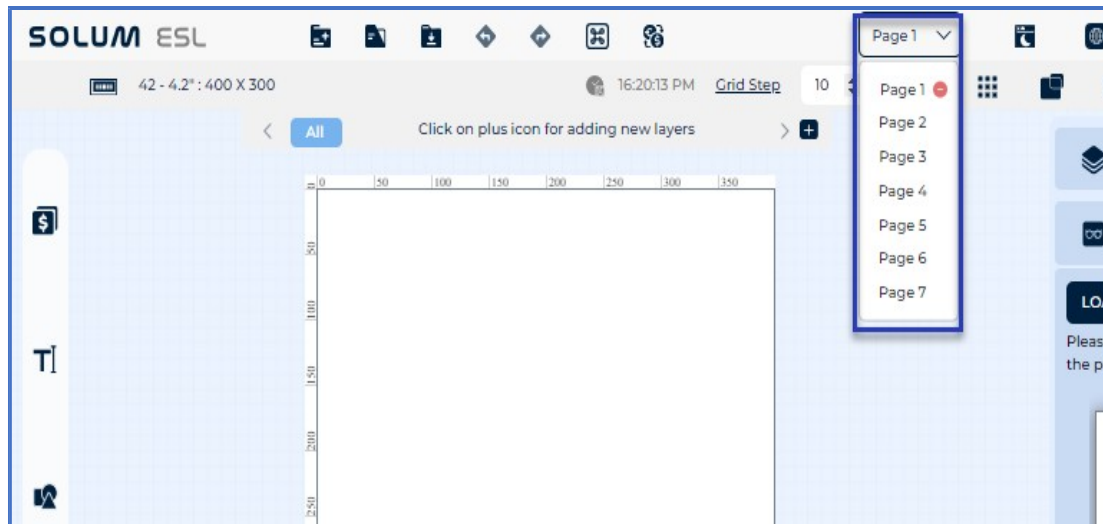 SOLUM ESL
Page 1
42 - 4.2" : 400 X 300
16:20:13 PM
Grid Step
10
Page 1
Page 2
Page 3
Page 4
Page 5
Page 6
Page 7
All
Click on plus icon for adding new layers
0 50 100 150 200 250 300 350
50
100
150
200
250
T
the